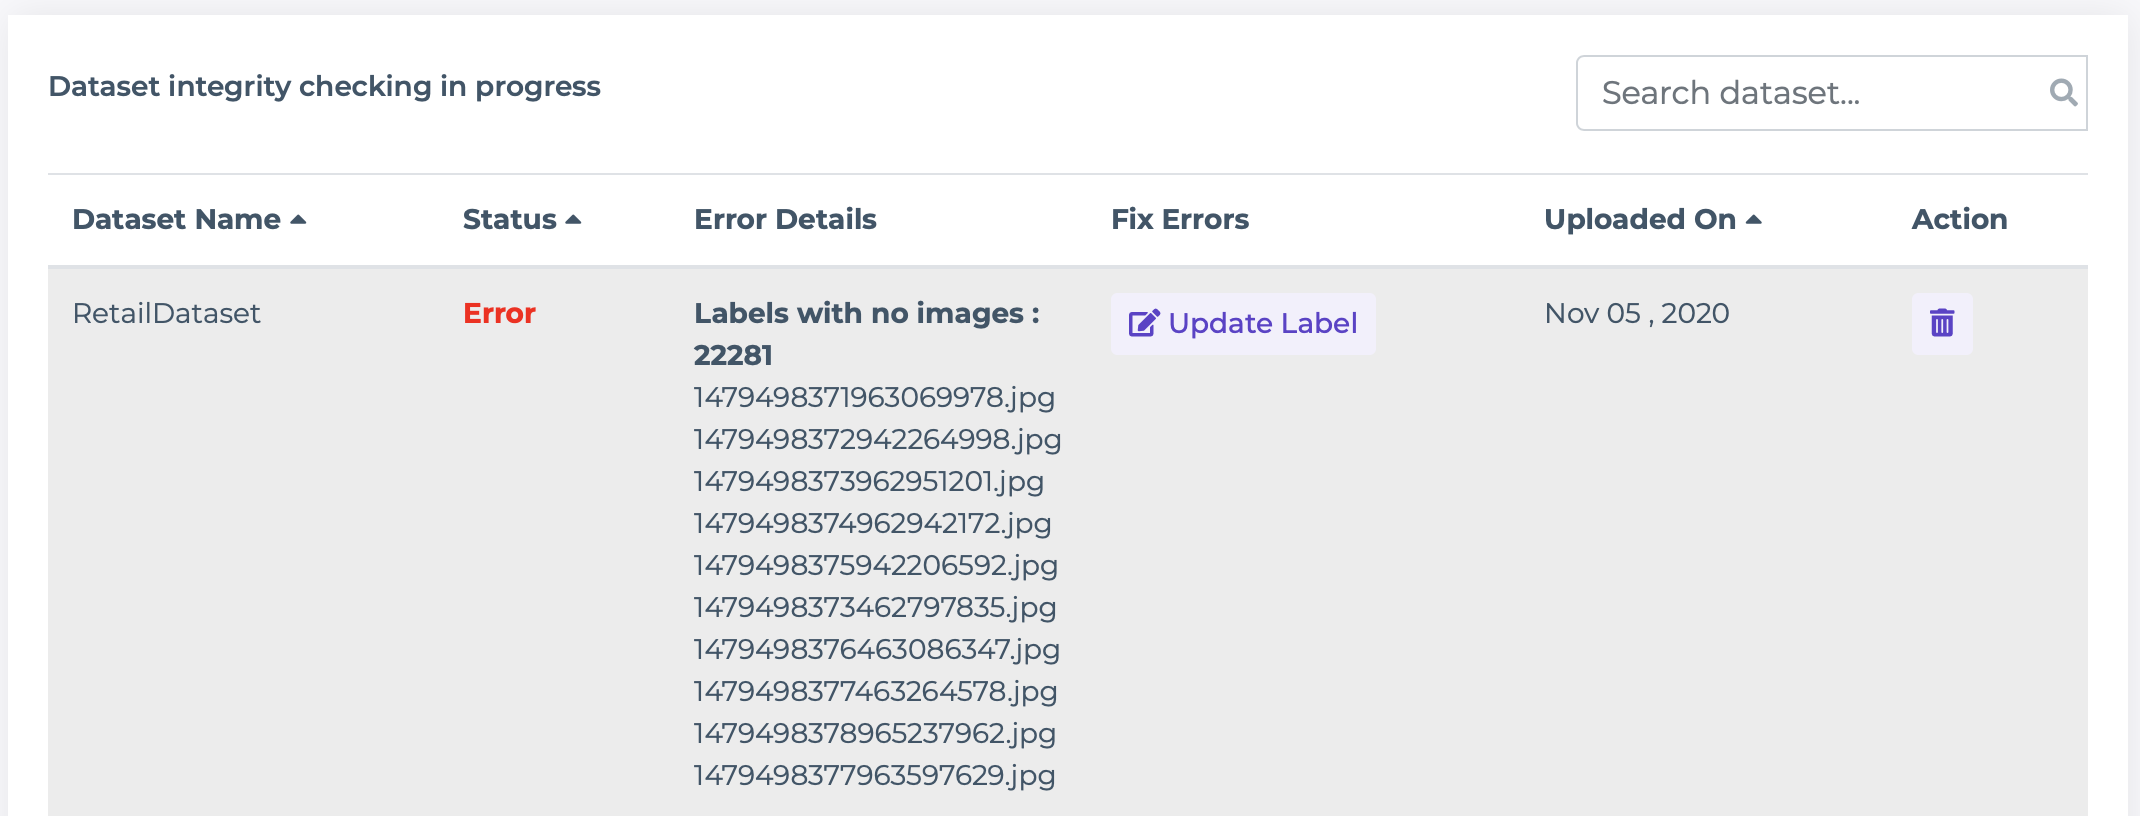 Dataset integrity checking in progress
Search dataset...
Dataset Name Status Error Details Fix Errors Uploaded On Action
RetailDataset Error Labels with no images : Update Label Nov 05 , 2020
22281
1479498371963069978.jpg
1479498372942264998.jpg
1479498373962951201.jpg
1479498374962942172.jpg
1479498375942206592.jpg
1479498373462797835.jpg
1479498376463086347.jpg
1479498377463264578.jpg
1479498378965237962.jpg
1479498377963597629.jpg